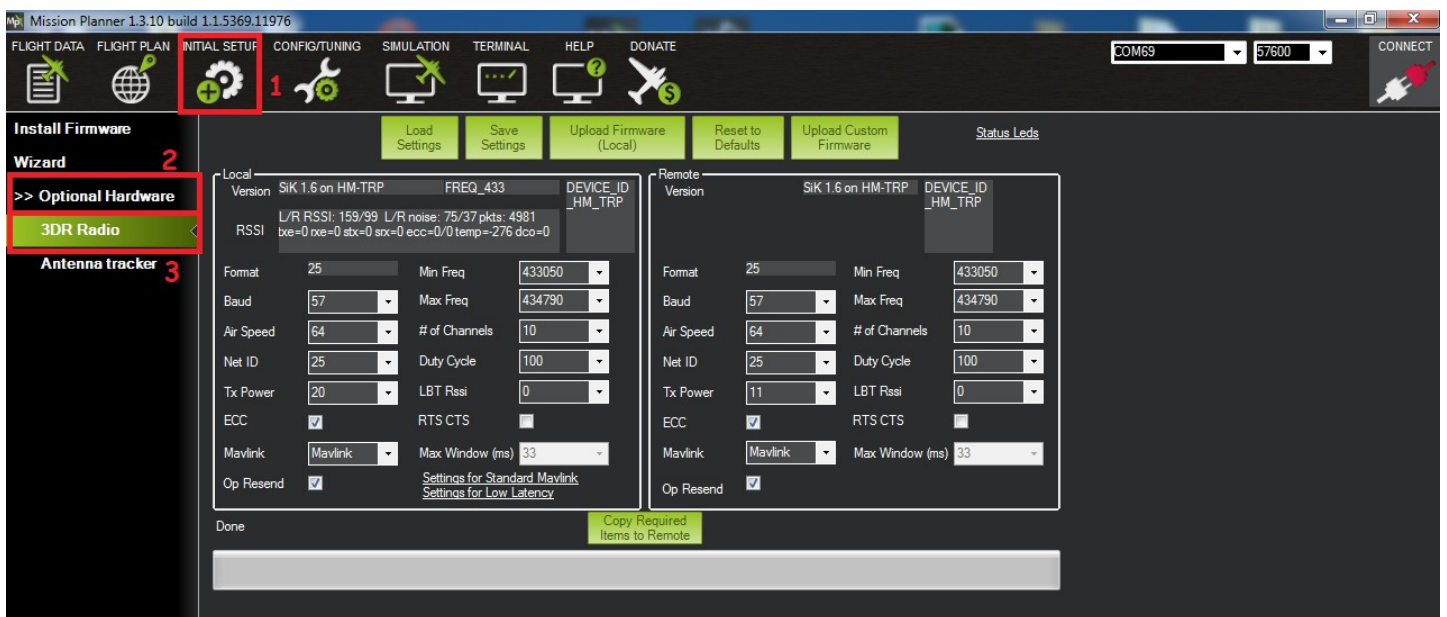 Mission Planner 1.3.10 build 1.1.5369.11976
FLIGHT DATA FLIGHT PLAN INITIAL SETUP CONFIG/TUNING SIMULATION TERMINAL HELP DONATE
COM69 57600 CONNECT
1
Install Firmware
Wizard
2
>> Optional Hardware
3DR Radio
Antenna tracker
3
Load Settings
Save Settings
Upload Firmware (Local)
Reset to Defaults
Upload Custom Firmware
Status Leds
Local
Version SiK 1.6 on HM-TRP FREQ_433 DEVICE_ID
_HM_TRP
L/R RSSI: 159/99 L/R noise: 75/37 pkts: 4981
RSSI txe=0 rxe=0 stx=0 srx=0 ecc=0/0 temp=-276 dco=0
Format 25 Min Freq 433050
Baud 57 Max Freq 434790
Air Speed 64 # of Channels 10
Net ID 25 Duty Cycle 100
Tx Power 20 LBT Rssi 0
ECC RTS CTS
Mavlink Mavlink Max Window (ms) 33
Op Resend Settings for Standard Mavlink
Settings for Low Latency
Remote
Version SiK 1.6 on HM-TRP DEVICE_ID
_HM_TRP
Format 25 Min Freq 433050
Baud 57 Max Freq 434790
Air Speed 64 # of Channels 10
Net ID 25 Duty Cycle 100
Tx Power 11 LBT Rssi 0
ECC RTS CTS
Mavlink Mavlink Max Window (ms) 33
Op Resend
Done
Copy Required
Items to Remote